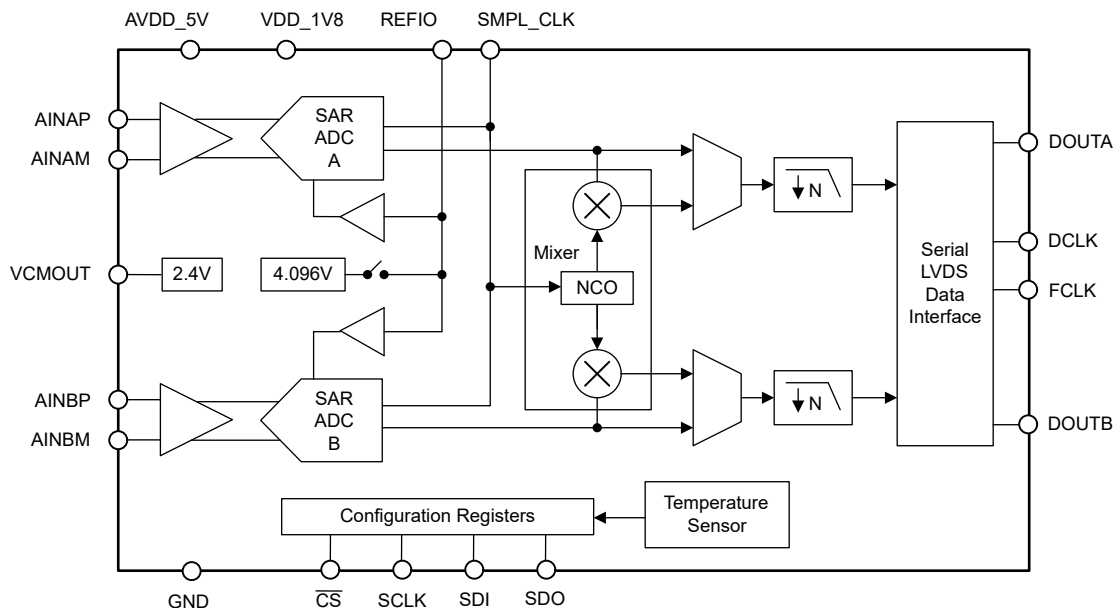 AVDD_5V
VDD_1V8
REFIO
SMPL_CLK
AINAP
AINAM
SAR
ADC
A
DOUTA
N
Mixer
VCMOUT
2.4V
4.096V
NCO
Serial
LVDS
Data
Interface
DCLK
FCLK
AINBP
AINBM
SAR
ADC
B
N
DOUTB
Configuration Registers
Temperature
Sensor
GND
CS
SCLK
SDI
SDO